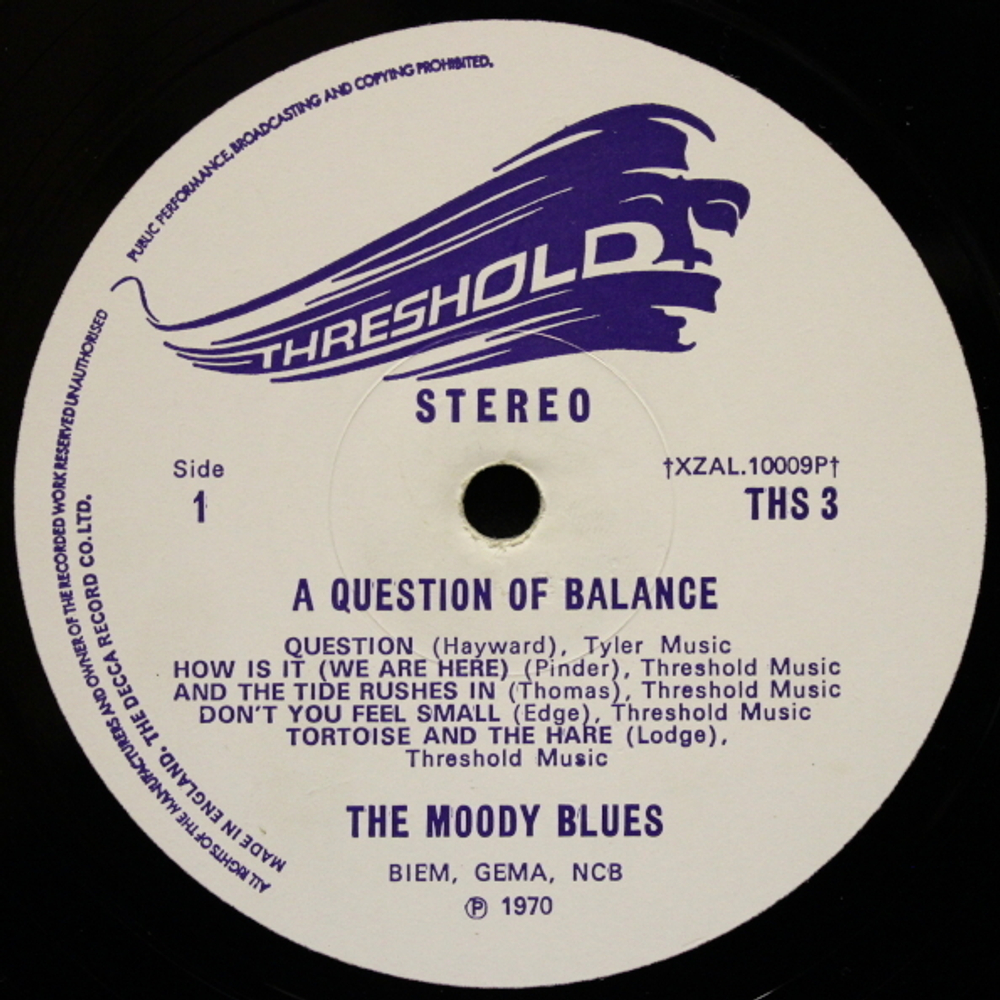 PUBLIC PERFORMANCE, BROADCASTING AND COPYING PROHIBITED.
ALL RIGHTS OF THE MANUFACTURERS AND OWNER OF THE RECORDED WORK RESERVED UNAUTHORISED
MADE IN ENGLAND. THE DECCA RECORD CO. LTD.
THRESHOLD
STEREO
Side
1
†XZAL.10009P†
THS 3
A QUESTION OF BALANCE
QUESTION (Hayward), Tyler Music
HOW IS IT (WE ARE HERE) (Pinder), Threshold Music
AND THE TIDE RUSHES IN (Thomas), Threshold Music
DON'T YOU FEEL SMALL (Edge), Threshold Music
TORTOISE AND THE HARE (Lodge),
Threshold Music
THE MOODY BLUES
BIEM, GEMA, NCB
℗ 1970